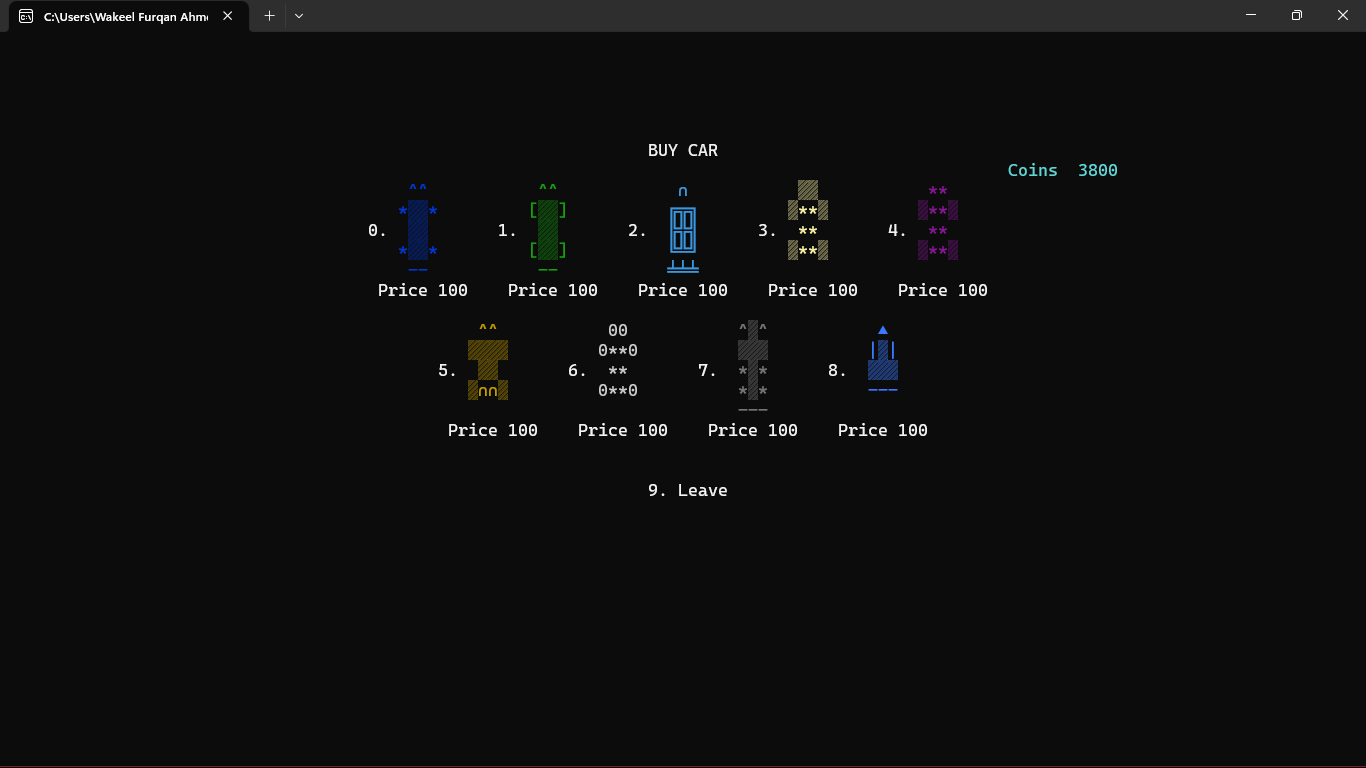 C:\Users\Wakeel Furqan Ahm
BUY CAR
Coins 3800
0. 1. 2. 3. 4.
Price 100 Price 100 Price 100 Price 100 Price 100
5. 6. 7. 8.
Price 100 Price 100 Price 100 Price 100
9. Leave